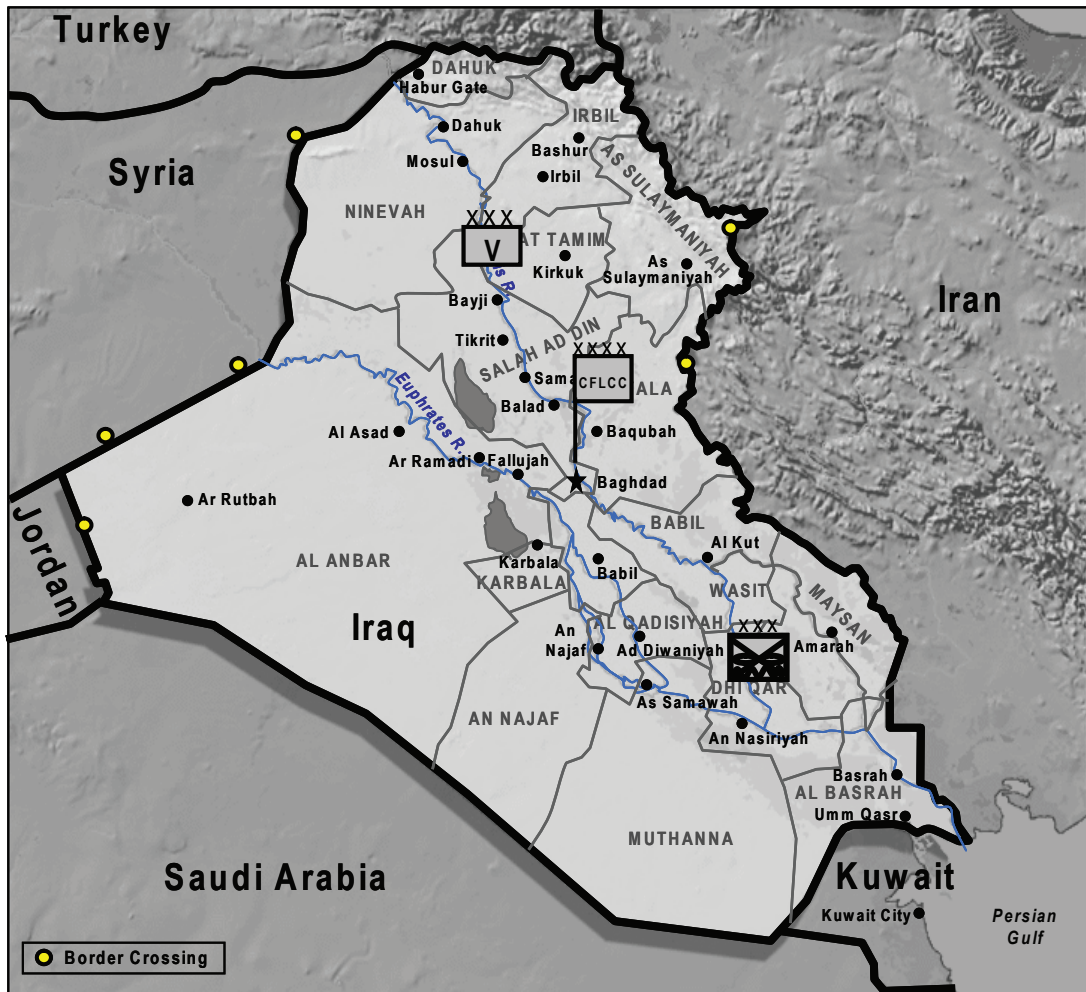 Turkey
DAHUK
Habur Gate
IRBIL
Dahuk
Bashur
Syria
Mosul
Irbil
AS SULAYMANIYAH
NINEVAH
X X X
V
AT TAMIM
Kirkuk
As
Sulaymaniyah
R.
Bayji
Iran
Tikrit
SALAH AD DIN
X X X X
CFLCC
ALA
Sama
Balad
Euphrates R.
Al Asad
Baqubah
Ar Ramadi
Fallujah
Baghdad
Ar Rutbah
Jordan
BABIL
Al Kut
AL ANBAR
Karbala
KARBALA
Babil
WASIT
MAYSAN
Iraq
AL QADISIYAH
X X X
An
Najaf
Ad Diwaniyah
Amarah
DHI QAR
As Samawah
AN NAJAF
An Nasiriyah
Basrah
AL BASRAH
Umm Qasr
MUTHANNA
Saudi Arabia
Kuwait
Kuwait City
Persian
Gulf
Border Crossing